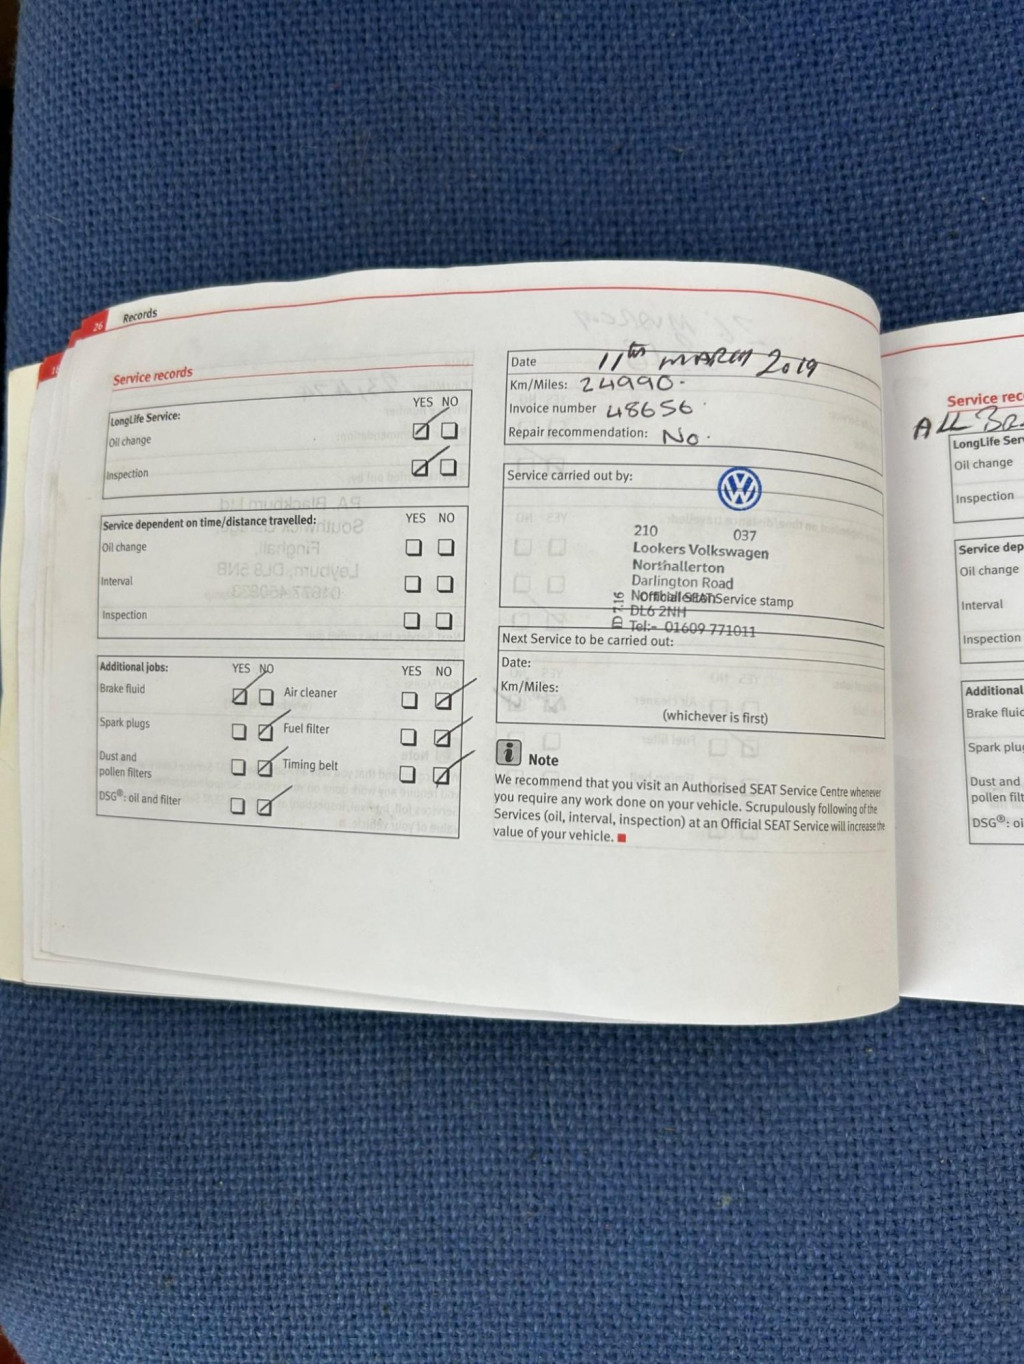 26 Records
Service records
YES NO
LongLife Service:
Oil change
Inspection
Service dependent on time/distance travelled: YES NO
Oil change
Interval
Inspection
Additional jobs: YES NO YES NO
Brake fluid Air cleaner
Spark plugs Fuel filter
Dust and
pollen filters Timing belt
DSG®: oil and filter
Date 11th MARCH 2019
Km/Miles: 24990.
Invoice number 48656
Repair recommendation: No.
Service carried out by:
210 037
Lookers Volkswagen
Northallerton
Darlington Road
Northallerton
Official SEAT Service stamp
DL6 2NH
Tel:- 01609 771011
ID 7.16
Next Service to be carried out:
Date:
Km/Miles:
(whichever is first)
i Note
We recommend that you visit an Authorised SEAT Service Centre whenever
you require any work done on your vehicle. Scrupulously following of the
Services (oil, interval, inspection) at an Official SEAT Service will increase the
value of your vehicle.
Service rec
ALL
LongLife Ser
Oil change
Inspection
Service dep
Oil change
Interval
Inspection
Additional
Brake fluid
Spark plu
Dust and
pollen filt
DSG®: oi